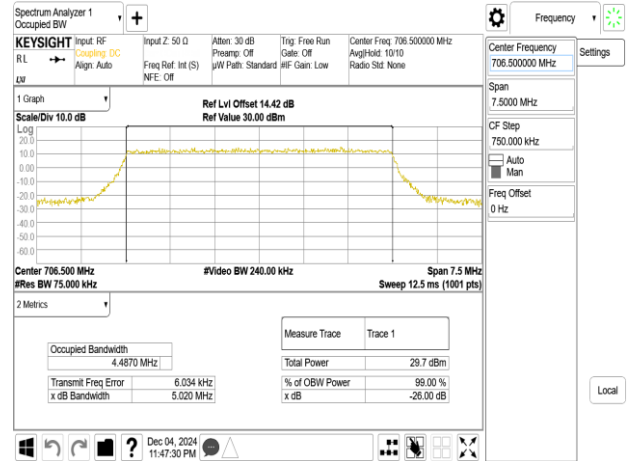 Spectrum Analyzer 1
Occupied BW
Frequency
KEYSIGHT
RL
Input: RF
Coupling: DC
Align: Auto
Input Z: 50 Ω
Freq Ref: Int (S)
NFE: Off
Atten: 30 dB
Preamp: Off
µW Path: Standard
Trig: Free Run
Gate: Off
#IF Gain: Low
Center Freq: 706.500000 MHz
Avg|Hold: 10/10
Radio Std: None
Center Frequency
706.500000 MHz
Settings
Span
7.5000 MHz
CF Step
750.000 kHz
Auto
Man
Freq Offset
0 Hz
1 Graph
Scale/Div 10.0 dB
Ref Lvl Offset 14.42 dB
Ref Value 30.00 dBm
Log
20.0
10.0
0.00
-10.0
-20.0
-30.0
-40.0
-50.0
-60.0
Center 706.500 MHz
#Video BW 240.00 kHz
Span 7.5 MHz
#Res BW 75.000 kHz
Sweep 12.5 ms (1001 pts)
2 Metrics
Measure Trace
Trace 1
Occupied Bandwidth
4.4870 MHz
Total Power
29.7 dBm
Transmit Freq Error
6.034 kHz
% of OBW Power
99.00 %
x dB Bandwidth
5.020 MHz
x dB
-26.00 dB
Local
Dec 04, 2024
11:47:30 PM